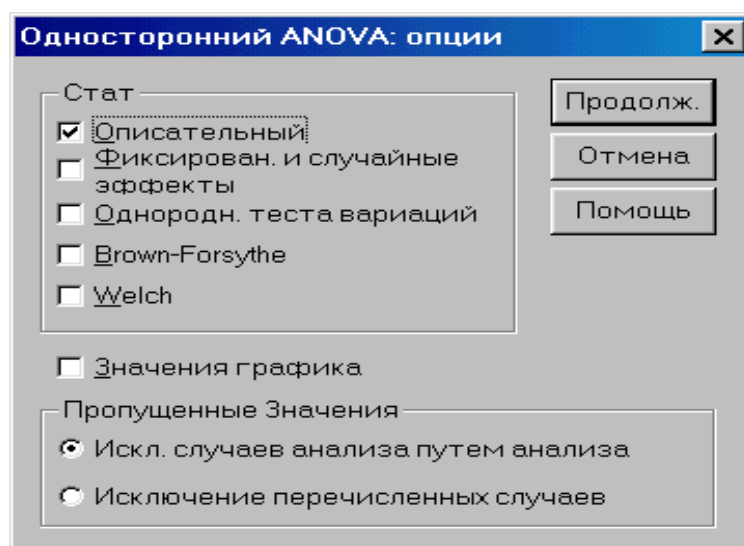 Односторонний ANOVA: опции
Стат
Описательный
Фиксирован. и случайные
эффекты
Однородн. теста вариаций
Brown-Forsythe
Welch
Продолж.
Отмена
Помощь
Значения графика
Пропущенные Значения
Искл. случаев анализа путем анализа
Исключение перечисленных случаев